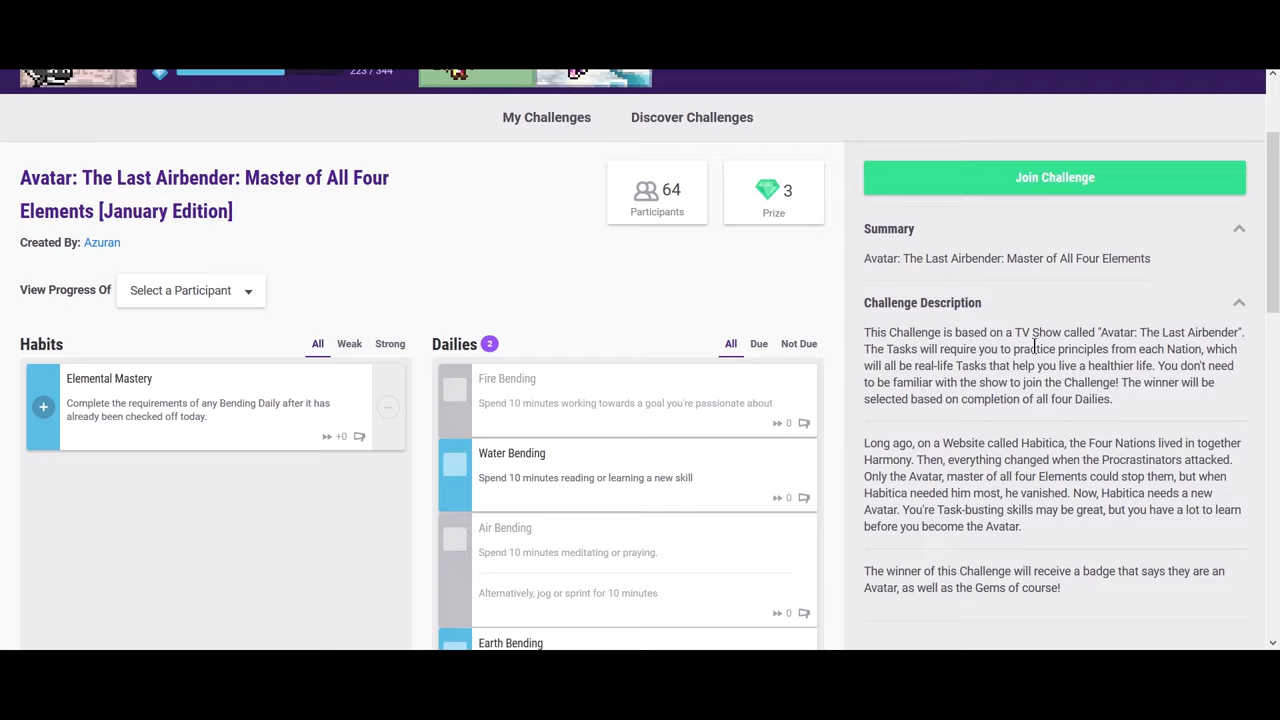 223 / 344
My Challenges Discover Challenges
Avatar: The Last Airbender: Master of All Four
Elements [January Edition]
Created By: Azuran
64
Participants
3
Prize
View Progress Of Select a Participant
Habits All Weak Strong
Elemental Mastery
Complete the requirements of any Bending Daily after it has
already been checked off today.
+0
Dailies 2 All Due Not Due
Fire Bending
Spend 10 minutes working towards a goal you're passionate about
0
Water Bending
Spend 10 minutes reading or learning a new skill
0
Air Bending
Spend 10 minutes meditating or praying.
Alternatively, jog or sprint for 10 minutes
0
Earth Bending
Join Challenge
Summary
Avatar: The Last Airbender: Master of All Four Elements
Challenge Description
This Challenge is based on a TV Show called "Avatar: The Last Airbender".
The Tasks will require you to practice principles from each Nation, which
will all be real-life Tasks that help you live a healthier life. You don't need
to be familiar with the show to join the Challenge! The winner will be
selected based on completion of all four Dailies.
Long ago, on a Website called Habitica, the Four Nations lived in together
Harmony. Then, everything changed when the Procrastinators attacked.
Only the Avatar, master of all four Elements could stop them, but when
Habitica needed him most, he vanished. Now, Habitica needs a new
Avatar. You're Task-busting skills may be great, but you have a lot to learn
before you become the Avatar.
The winner of this Challenge will receive a badge that says they are an
Avatar, as well as the Gems of course!